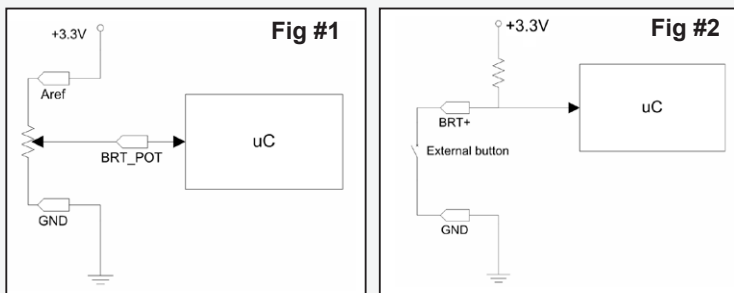 Fig #1
+3.3V
Aref
BRT_POT
uC
GND
Fig #2
+3.3V
BRT+
uC
External button
GND